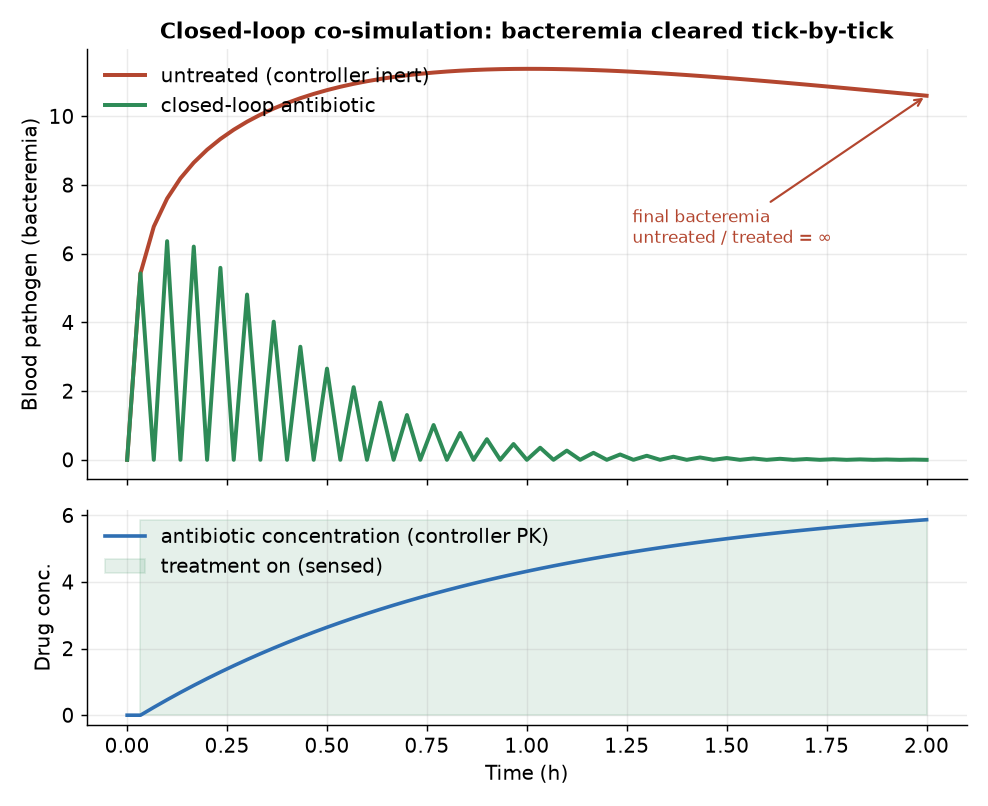 Closed-loop co-simulation: bacteremia cleared tick-by-tick
untreated (controller inert)
closed-loop antibiotic
Blood pathogen (bacteremia)
10
8
6
4
2
0
final bacteremia
untreated / treated = ∞
antibiotic concentration (controller PK)
treatment on (sensed)
Drug conc.
6
4
2
0
0.00 0.25 0.50 0.75 1.00 1.25 1.50 1.75 2.00
Time (h)